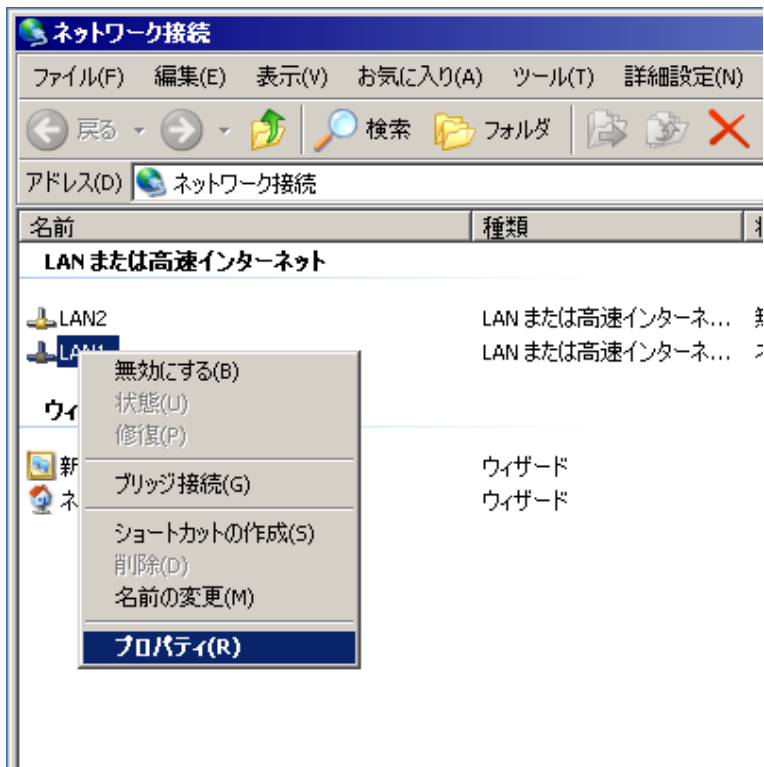 ネットワーク接続
ファイル(F) 編集(E) 表示(V) お気に入り(A) ツール(T) 詳細設定(N)
戻る 検索 フォルダ
アドレス(D) ネットワーク接続
名前 種類
LAN または高速インターネット
LAN2 LAN または高速インターネ...
LAN1 LAN または高速インターネ...
無効にする(B)
状態(U)
ウィ
修復(P)
新 ウィザード
ブリッジ接続(G)
ネ ウィザード
ショートカットの作成(S)
削除(D)
名前の変更(M)
プロパティ(R)